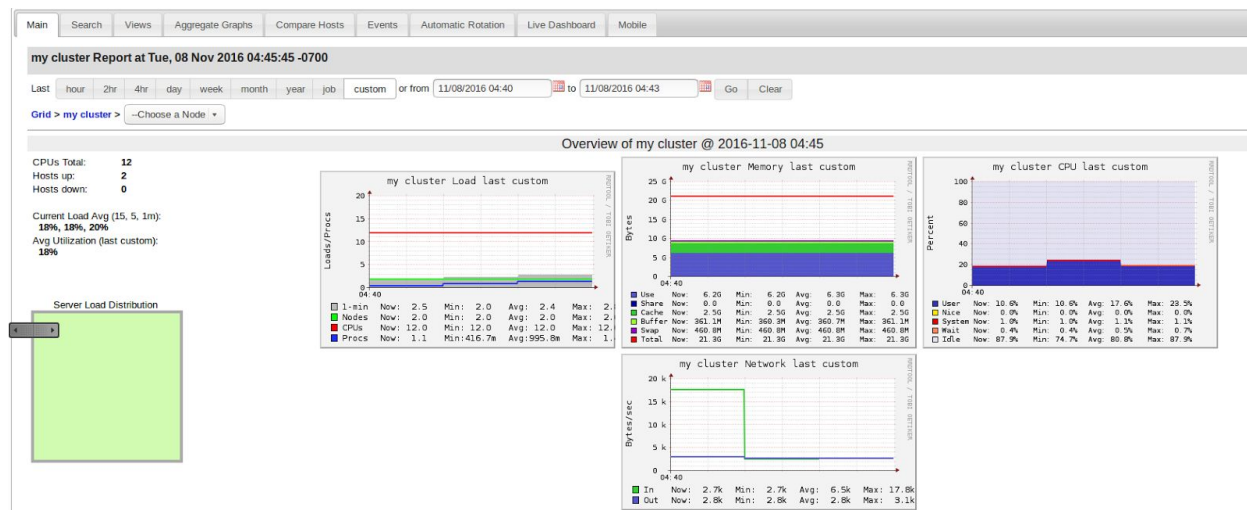 Main Search Views Aggregate Graphs Compare Hosts Events Automatic Rotation Live Dashboard Mobile
my cluster Report at Tue, 08 Nov 2016 04:45:45 -0700
Last hour 2hr 4hr day week month year job custom or from 11/08/2016 04:40 to 11/08/2016 04:43 Go Clear
Grid > my cluster > --Choose a Node
Overview of my cluster @ 2016-11-08 04:45
CPUs Total: 12
Hosts up: 2
Hosts down: 0
Current Load Avg (15, 5, 1m):
18%, 18%, 20%
Avg Utilization (last custom):
18%
Server Load Distribution
my cluster Load last custom
Loads/Procs
20
15
10
5
0
04:40
1-min Now: 2.5 Min: 2.0 Avg: 2.4 Max: 2.
Nodes Now: 2.0 Min: 2.0 Avg: 2.0 Max: 2.
CPUs Now: 12.0 Min: 12.0 Avg: 12.0 Max: 12.
Procs Now: 1.1 Min:416.7m Avg:995.8m Max: 1.
RRDTOOL / TOBI OETIKER
my cluster Memory last custom
Bytes
25 G
20 G
15 G
10 G
5 G
0
04:40
Use Now: 6.2G Min: 6.2G Avg: 6.3G Max: 6.3G
Share Now: 0.0 Min: 0.0 Avg: 0.0 Max: 0.0
Cache Now: 2.5G Min: 2.5G Avg: 2.5G Max: 2.5G
Buffer Now: 361.1M Min: 360.3M Avg: 360.7M Max: 361.1M
Swap Now: 460.8M Min: 460.8M Avg: 460.8M Max: 460.8M
Total Now: 21.3G Min: 21.3G Avg: 21.3G Max: 21.3G
RRDTOOL / TOBI OETIKER
my cluster CPU last custom
Percent
100
80
60
40
20
0
04:40
User Now: 10.6% Min: 10.6% Avg: 17.6% Max: 23.5%
Nice Now: 0.0% Min: 0.0% Avg: 0.0% Max: 0.0%
System Now: 1.0% Min: 1.0% Avg: 1.1% Max: 1.1%
Wait Now: 0.4% Min: 0.4% Avg: 0.5% Max: 0.7%
Idle Now: 87.9% Min: 74.7% Avg: 80.8% Max: 87.9%
RRDTOOL / TOBI OETIKER
my cluster Network last custom
Bytes/sec
20 k
15 k
10 k
5 k
0
04:40
In Now: 2.7k Min: 2.7k Avg: 6.5k Max: 17.8k
Out Now: 2.8k Min: 2.8k Avg: 2.8k Max: 3.1k
RRDTOOL / TOBI OETIKER